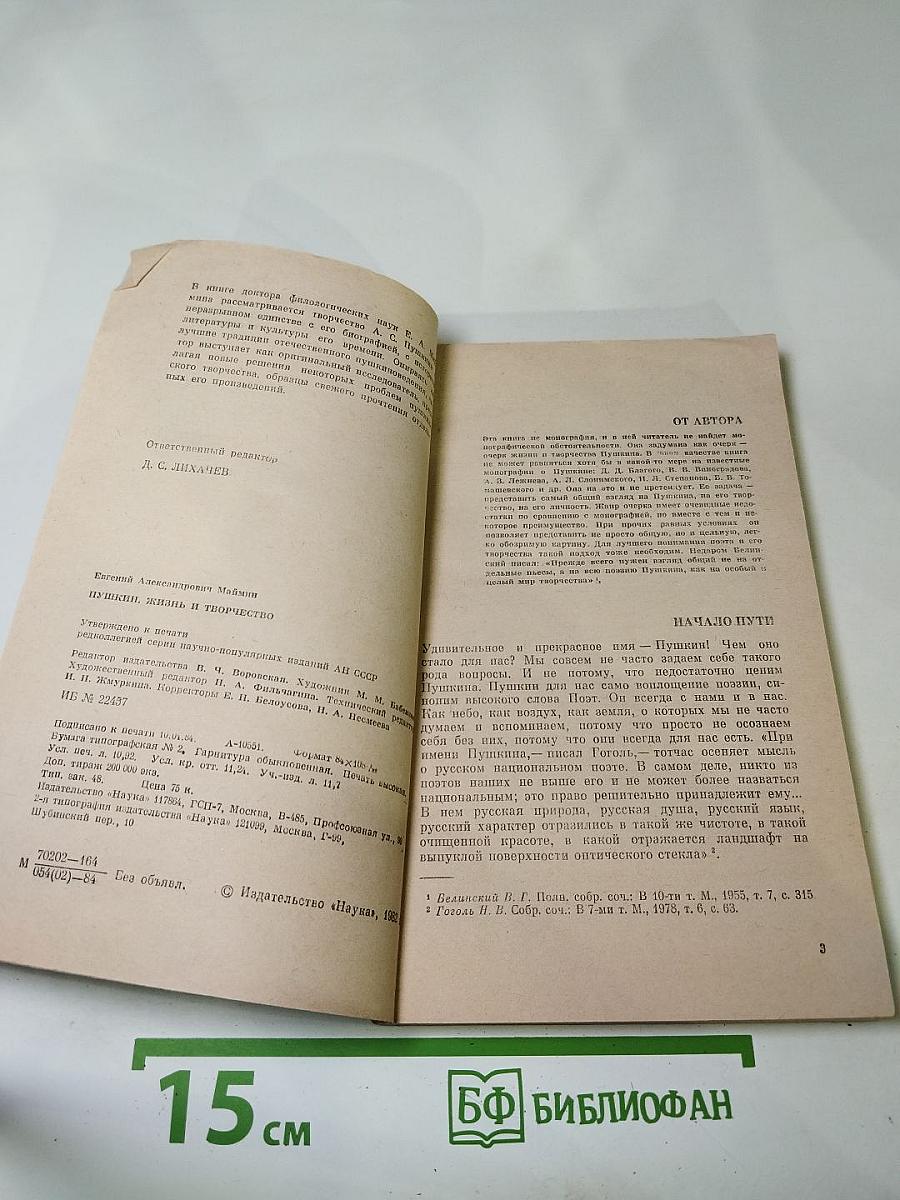 В книге доктора филологических наук Е. А.
мина рассматривается творчество А. С. Пушкина
неразрывном единстве с его биографией, с
литературы и культуры его времени. Опираясь
лучшие традиции отечественного пушкиноведения,
тор выступает как оригинальный исследователь,
лагая новые решения некоторых проблем
ского творчества, образцы свежего прочтения
ных его произведений.
Ответственный редактор
Д. С. ЛИХАЧЕВ
Евгений Александрович Маймин
ПУШКИН. ЖИЗНЬ И ТВОРЧЕСТВО
Утверждено к печати
редколлегией серии научно-популярных изданий АН СССР
Редактор издательства В. Ч. Воровская. Художник М. М.
Художественный редактор Н. А. Фильчагина. Технический
И. Н. Жмуркина. Корректоры Е. Н. Белоусова, Н. А. Несмеева
ИБ № 22437
Подписано к печати 10.01.84. А-10551. Формат 84×108
Бумага типографская № 2. Гарнитура обыкновенная. Печать высокая.
Усл. печ. л. 10,92. Усл. кр. отт. 11,24. Уч.-изд. л. 11,7
Доп. тираж 200 000 экз.
Тип. зак. 48. Цена 75 к.
Издательство «Наука» 117864, ГСП-7, Москва, В-485, Профсоюзная ул., 90
2-я типография издательства «Наука» 121099, Москва, Г-99,
Шубинский пер., 10
М 70202—164
054(02)—84 Без объявл.
© Издательство «Наука»,
ОТ АВТОРА
Эта книга не монография, и в ней читатель не найдет мо-
нографической обстоятельности. Она задумана как очерк —
очерк жизни и творчества Пушкина. В таком качестве книга
не может равняться хотя бы в какой-то мере на известные
монографии о Пушкине: Д. Д. Благого, В. В. Виноградова,
А. З. Лежнева, А. Л. Слонимского, Н. Л. Степанова, Б. В. То-
машевского и др. Она на это и не претендует. Ее задача —
представить самый общий взгляд на Пушкина, на его твор-
чество, на его личность. Жанр очерка имеет очевидные недо-
статки по сравнению с монографией, но вместе с тем и не-
которое преимущество. При прочих равных условиях он
позволяет представить не просто общую, но и цельную, лег-
ко обозримую картину. Для лучшего понимания поэта и его
творчества такой подход тоже необходим. Недаром Белин-
ский писал: «Прежде всего нужен взгляд общий не на от-
дельные пьесы, а на всю поэзию Пушкина, как на особый и
целый мир творчества» ¹.
НАЧАЛО ПУТИ
Удивительное и прекрасное имя — Пушкин! Чем оно
стало для нас? Мы совсем не часто задаем себе такого
рода вопросы. И не потому, что недостаточно ценим
Пушкина. Пушкин для нас само воплощение поэзии, си-
ноним высокого слова Поэт. Он всегда с нами и в нас.
Как небо, как воздух, как земля, о которых мы не часто
думаем и вспоминаем, потому что просто не осознаем
себя без них, потому что они всегда для нас есть. «При
имени Пушкина,— писал Гоголь,— тотчас осеняет мысль
о русском национальном поэте. В самом деле, никто из
поэтов наших не выше его и не может более назваться
национальным; это право решительно принадлежит ему...
В нем русская природа, русская душа, русский язык,
русский характер отразились в такой же чистоте, в такой
очищенной красоте, в какой отражается ландшафт на
выпуклой поверхности оптического стекла» ².
¹ Белинский В. Г. Полн. собр. соч.: В 10-ти т. М., 1955, т. 7, с. 315
² Гоголь Н. В. Собр. соч.: В 7-ми т. М., 1978, т. 6, с. 63.
3
15 см
БФ БИБЛИОФАН